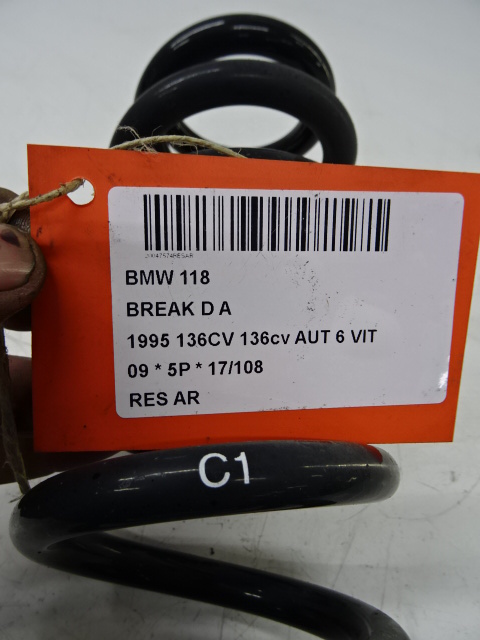 BMW 118
BREAK D A
1995 136CV 136cv AUT 6 VIT
09 * 5P * 17/108
RES AR
C1